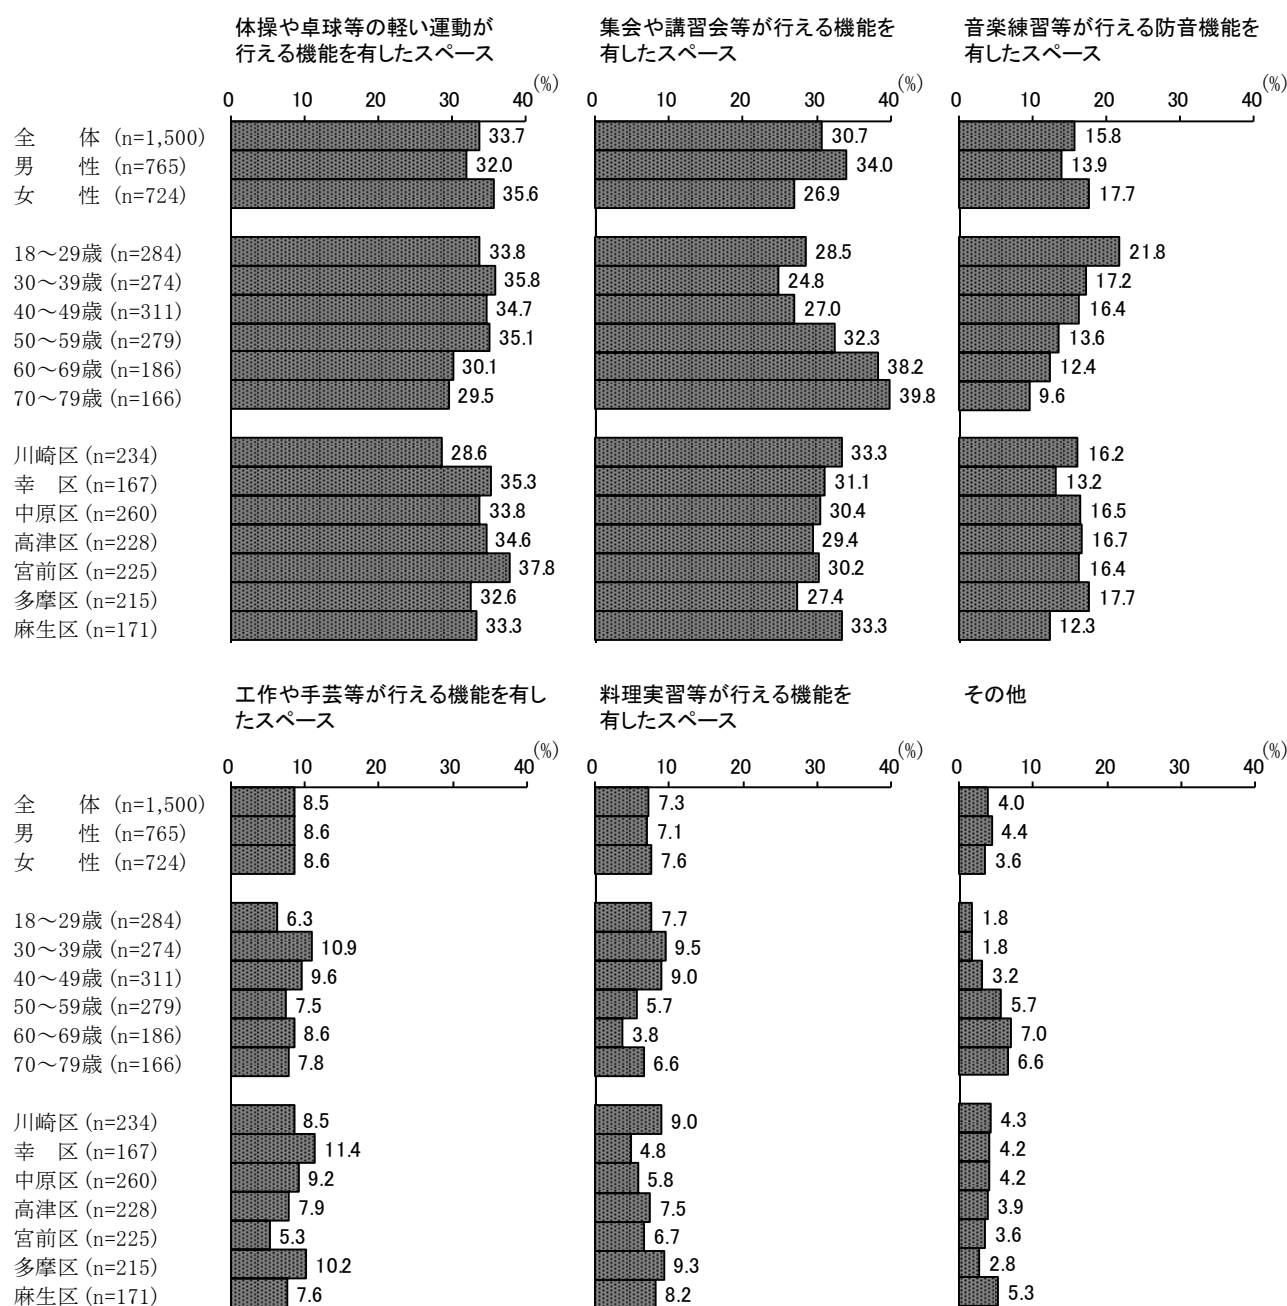 体操や卓球等の軽い運動が
行える機能を有したスペース
集会や講習会等が行える機能を
有したスペース
音楽練習等が行える防音機能を
有したスペース
(%) (%) (%)
0 10 20 30 40 0 10 20 30 40 0 10 20 30 40
全 体 (n=1,500) 33.7 30.7 15.8
男 性 (n=765) 32.0 34.0 13.9
女 性 (n=724) 35.6 26.9 17.7
18～29歳 (n=284) 33.8 28.5 21.8
30～39歳 (n=274) 35.8 24.8 17.2
40～49歳 (n=311) 34.7 27.0 16.4
50～59歳 (n=279) 35.1 32.3 13.6
60～69歳 (n=186) 30.1 38.2 12.4
70～79歳 (n=166) 29.5 39.8 9.6
川崎区 (n=234) 28.6 33.3 16.2
幸 区 (n=167) 35.3 31.1 13.2
中原区 (n=260) 33.8 30.4 16.5
高津区 (n=228) 34.6 29.4 16.7
宮前区 (n=225) 37.8 30.2 16.4
多摩区 (n=215) 32.6 27.4 17.7
麻生区 (n=171) 33.3 33.3 12.3
工作や手芸等が行える機能を有し
たスペース
料理実習等が行える機能を
有したスペース
その他
(%) (%) (%)
0 10 20 30 40 0 10 20 30 40 0 10 20 30 40
全 体 (n=1,500) 8.5 7.3 4.0
男 性 (n=765) 8.6 7.1 4.4
女 性 (n=724) 8.6 7.6 3.6
18～29歳 (n=284) 6.3 7.7 1.8
30～39歳 (n=274) 10.9 9.5 1.8
40～49歳 (n=311) 9.6 9.0 3.2
50～59歳 (n=279) 7.5 5.7 5.7
60～69歳 (n=186) 8.6 3.8 7.0
70～79歳 (n=166) 7.8 6.6 6.6
川崎区 (n=234) 8.5 9.0 4.3
幸 区 (n=167) 11.4 4.8 4.2
中原区 (n=260) 9.2 5.8 4.2
高津区 (n=228) 7.9 7.5 3.9
宮前区 (n=225) 5.3 6.7 3.6
多摩区 (n=215) 10.2 9.3 2.8
麻生区 (n=171) 7.6 8.2 5.3